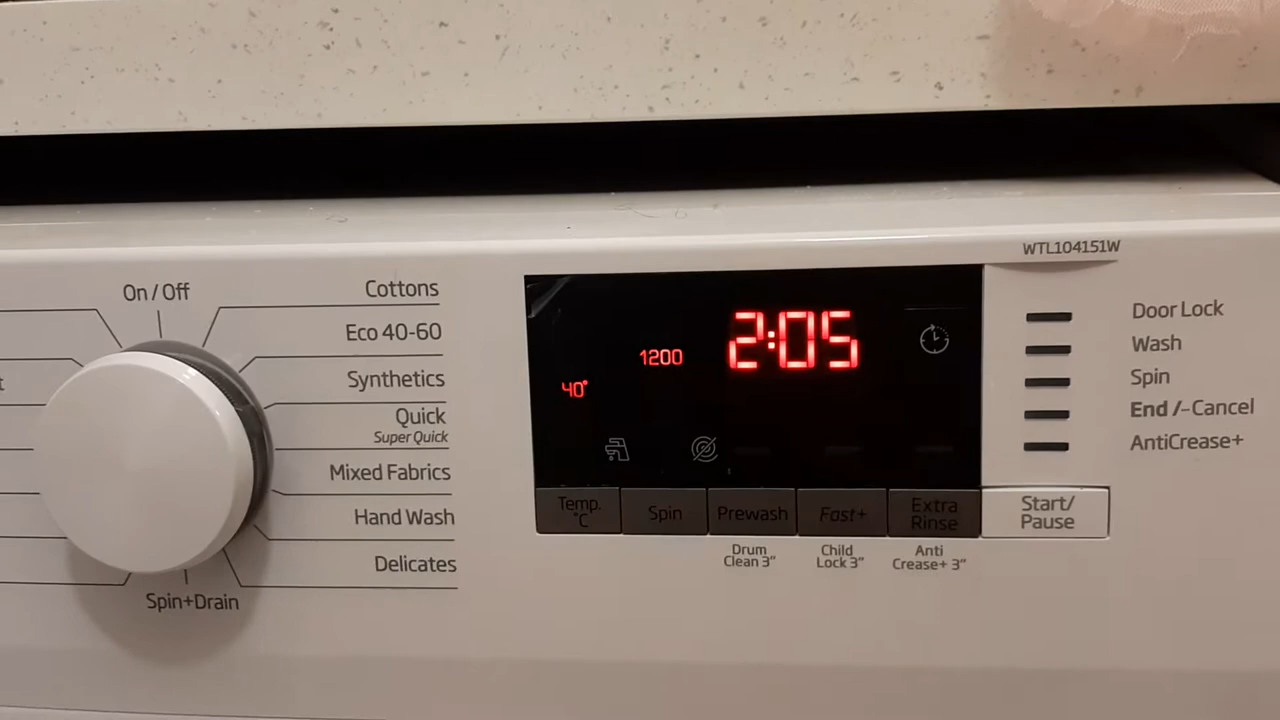 WTL104151W
On / Off
Cottons
Eco 40-60
Synthetics
Quick
Super Quick
Mixed Fabrics
Hand Wash
Delicates
Spin+Drain
t
2:05
1200
40°
Temp.
°C
Spin
Prewash
Fast+
Extra
Rinse
Start/
Pause
Drum
Clean 3"
Child
Lock 3"
Anti
Crease+ 3"
Door Lock
Wash
Spin
End /-Cancel
AntiCrease+